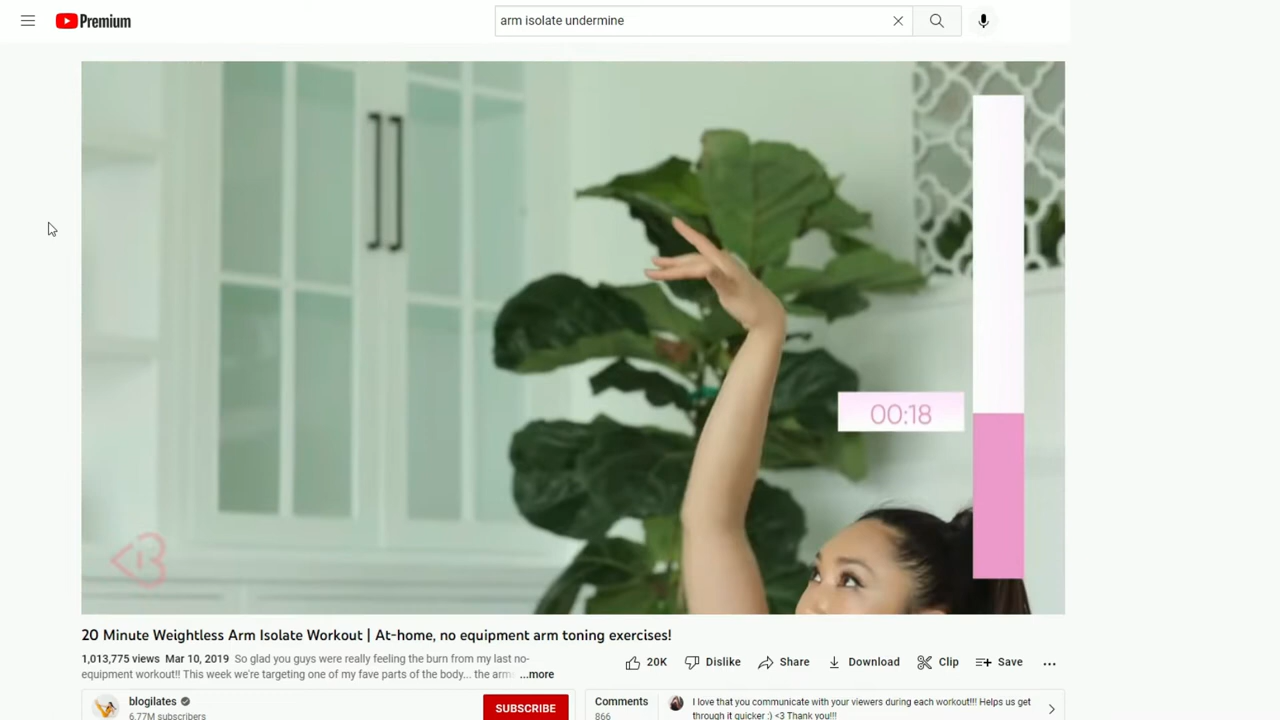 Premium
arm isolate undermine
00:18
20 Minute Weightless Arm Isolate Workout | At-home, no equipment arm toning exercises!
1,013,775 views Mar 10, 2019 So glad you guys were really feeling the burn from my last no-
equipment workout!! This week we're targeting one of my fave parts of the body... the arm ...more
20K Dislike Share Download Clip Save
blogilates
6.77M subscribers
SUBSCRIBE
Comments
866
I love that you communicate with your viewers during each workout!!! Helps us get
through it quicker :) <3 Thank you!!!